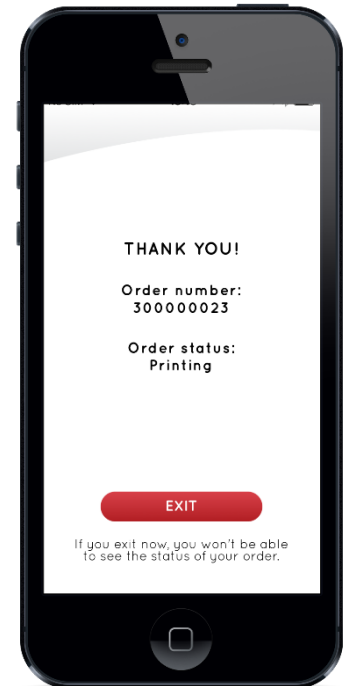 THANK YOU!
Order number:
300000023
Order status:
Printing
EXIT
If you exit now, you won't be able
to see the status of your order.